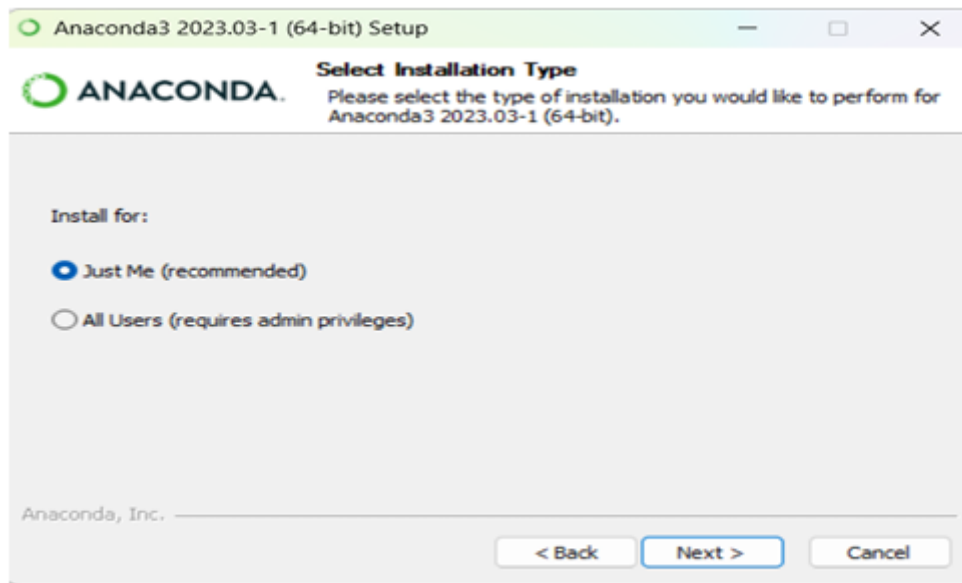 Anaconda3 2023.03-1 (64-bit) Setup
ANACONDA.
Select Installation Type
Please select the type of installation you would like to perform for
Anaconda3 2023.03-1 (64-bit).
Install for:
Just Me (recommended)
All Users (requires admin privileges)
Anaconda, Inc.
< Back Next > Cancel